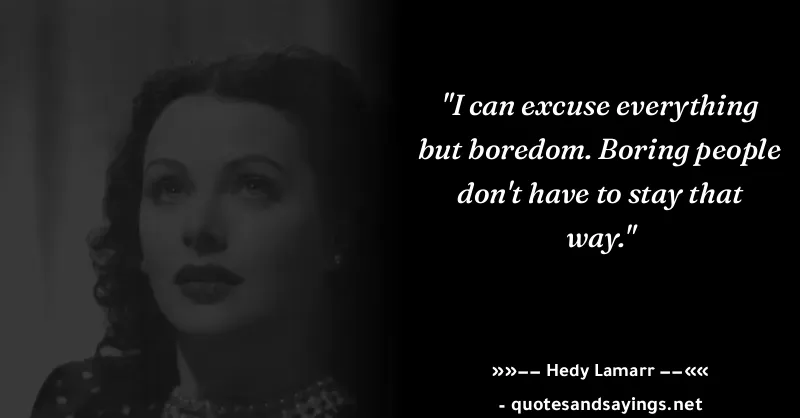 "I can excuse everything
but boredom. Boring people
don't have to stay that
way."
»»−− Hedy Lamarr −−««
- quotesandsayings.net